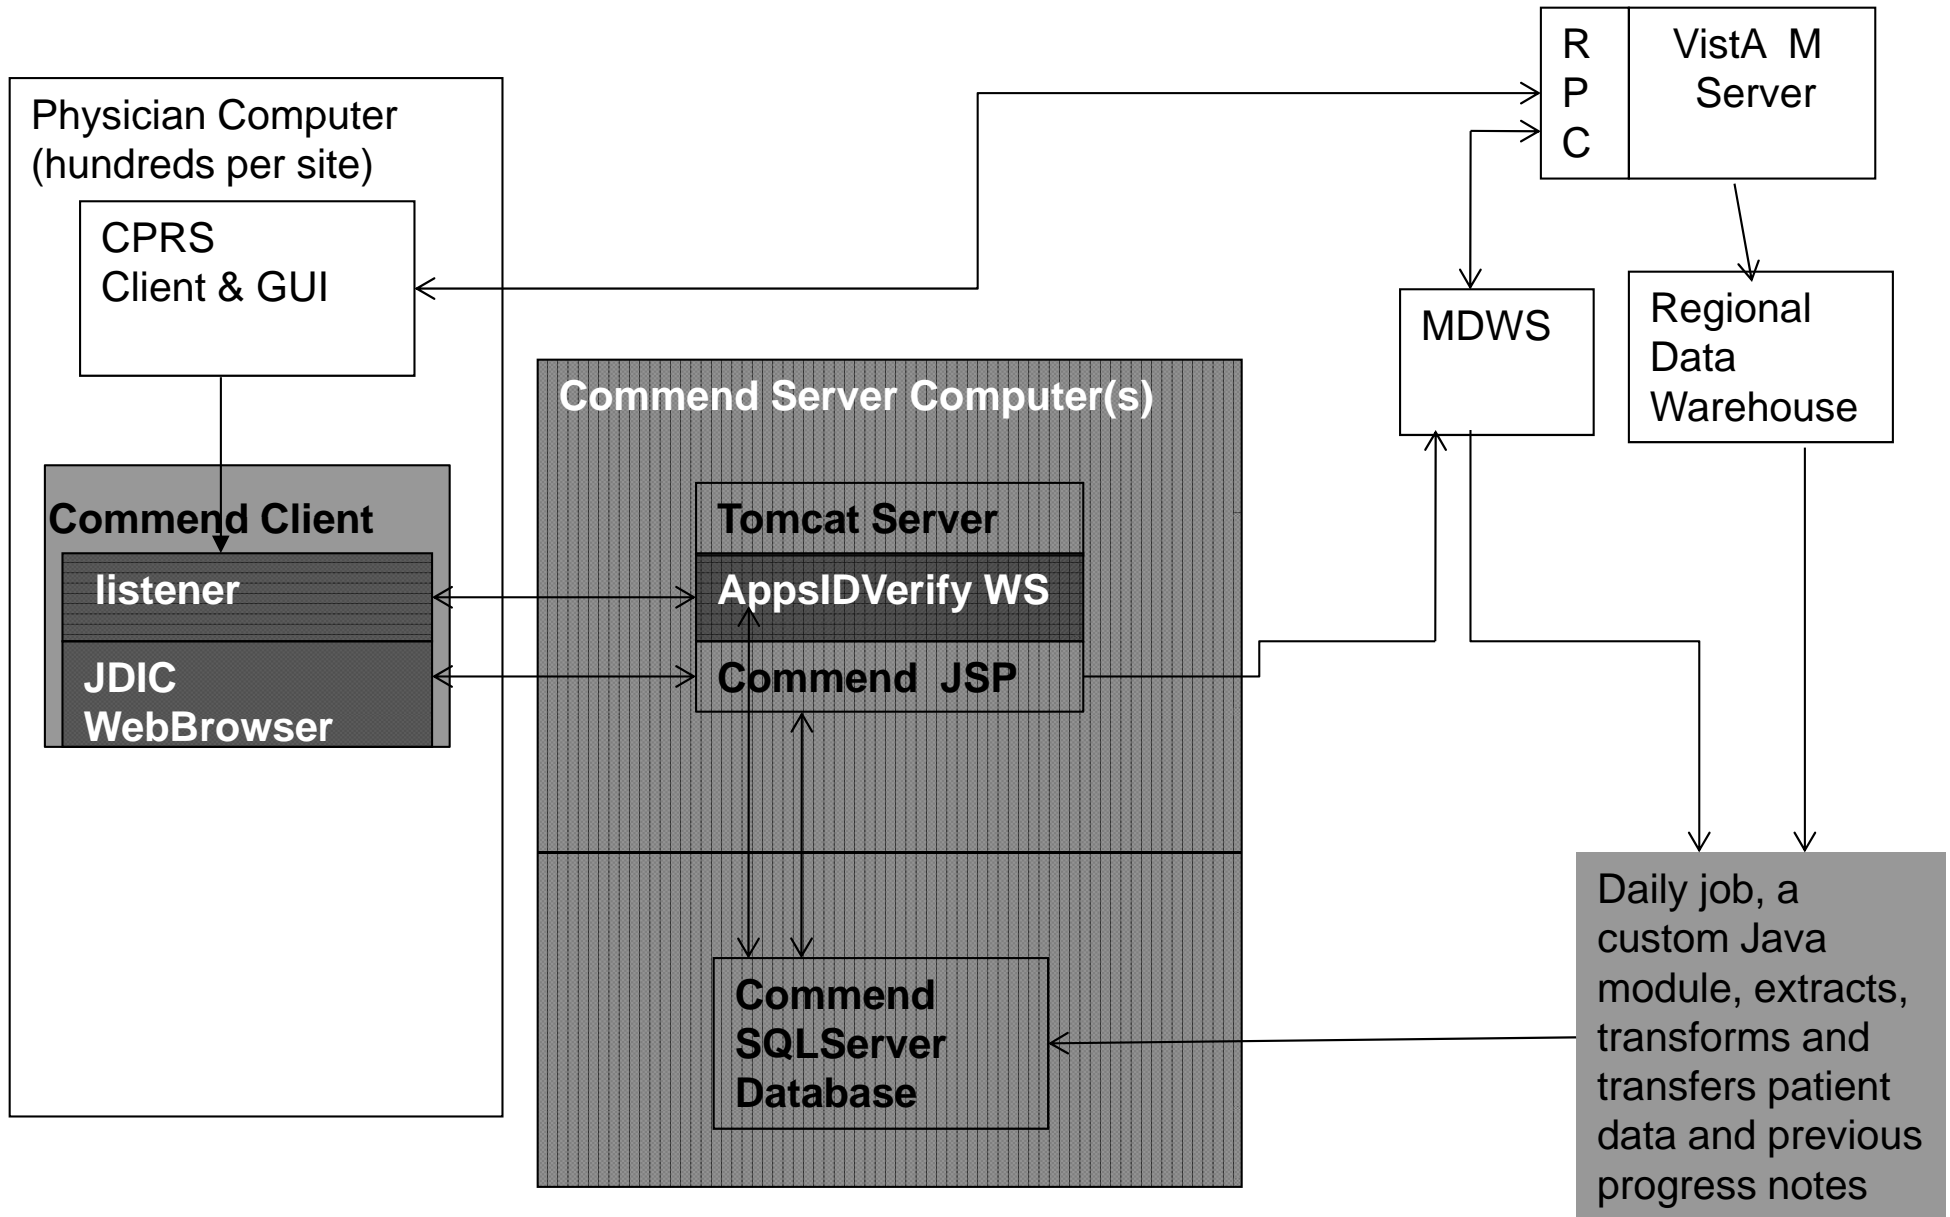 Physician Computer
(hundreds per site)
CPRS
Client & GUI
Commend Client
listener
JDIC
WebBrowser
Commend Server Computer(s)
Tomcat Server
AppsIDVerify WS
Commend JSP
Commend
SQLServer
Database
R
P
C
VistA M
Server
MDWS
Regional
Data
Warehouse
Daily job, a
custom Java
module, extracts,
transforms and
transfers patient
data and previous
progress notes